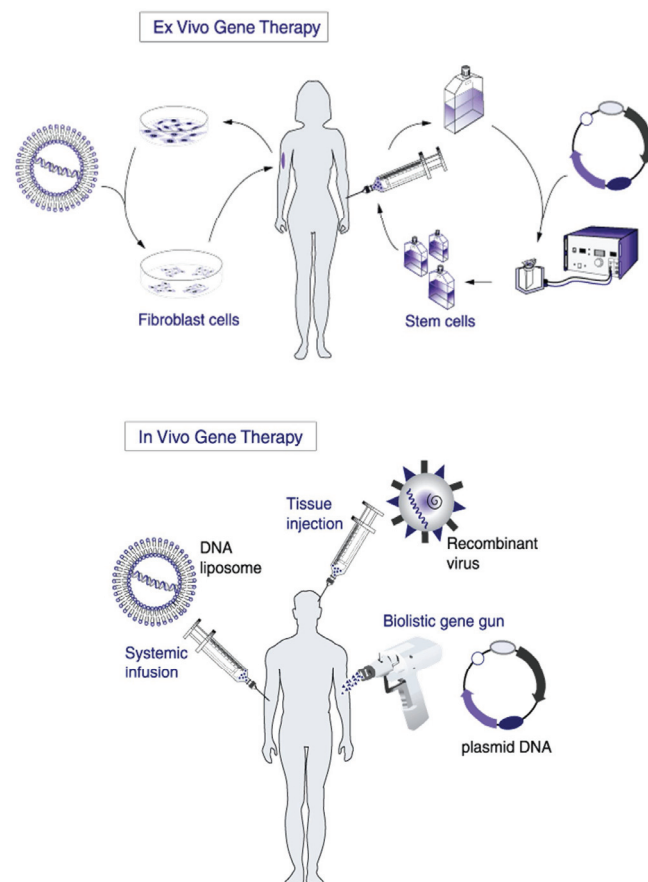 Ex Vivo Gene Therapy
Fibroblast cells
Stem cells
In Vivo Gene Therapy
Tissue
injection
DNA
liposome
Recombinant
virus
Systemic
infusion
Biolistic gene gun
plasmid DNA